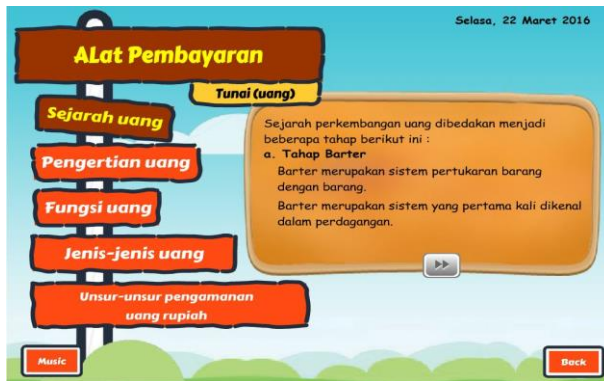 Selasa, 22 Maret 2016
ALat Pembayaran
Tunai (uang)
Sejarah uang
Pengertian uang
Fungsi uang
Jenis-jenis uang
Unsur-unsur pengamanan
uang rupiah
Sejarah perkembangan uang dibedakan menjadi
beberapa tahap berikut ini :
a. Tahap Barter
Barter merupakan sistem pertukaran barang
dengan barang.
Barter merupakan sistem yang pertama kali dikenal
dalam perdagangan.
Music
Back